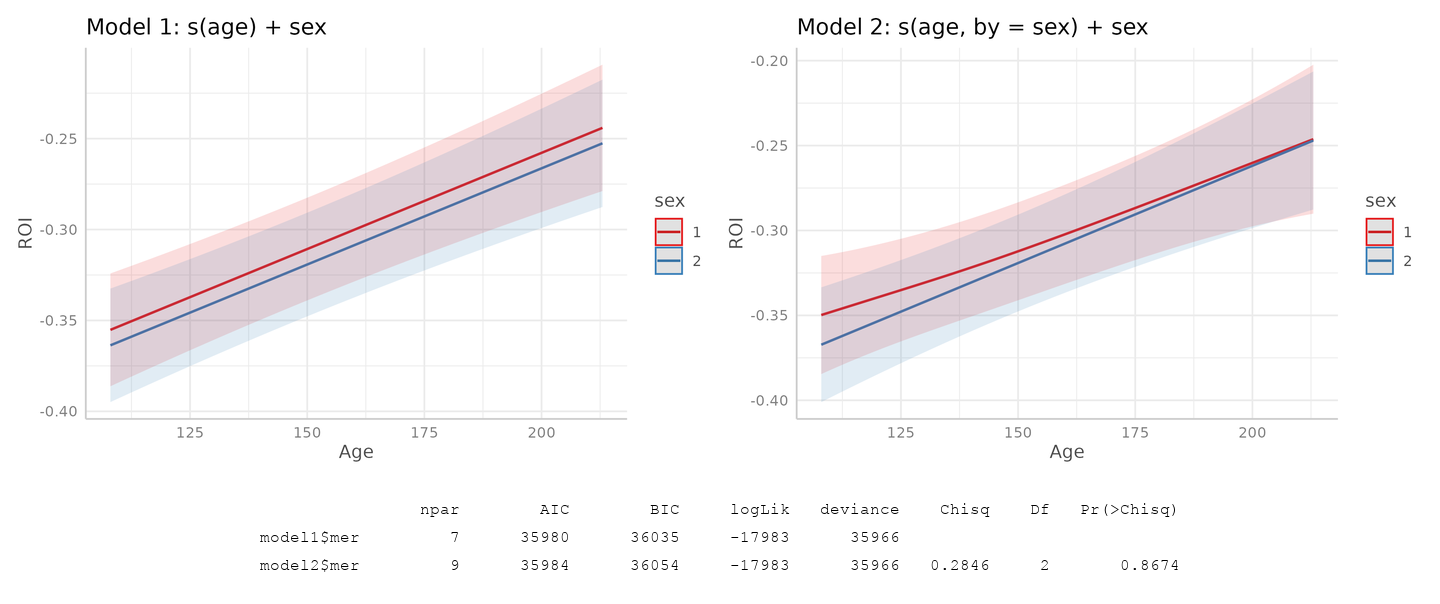 Model 1: s(age) + sex
ROI
-0.25
-0.30
-0.35
-0.40
125 150 175 200
Age
sex
1
2
Model 2: s(age, by = sex) + sex
ROI
-0.20
-0.25
-0.30
-0.35
-0.40
125 150 175 200
Age
sex
1
2
npar AIC BIC logLik deviance Chisq Df Pr(>Chisq)
model1$mer 7 35980 36035 -17983 35966
model2$mer 9 35984 36054 -17983 35966 0.2846 2 0.8674